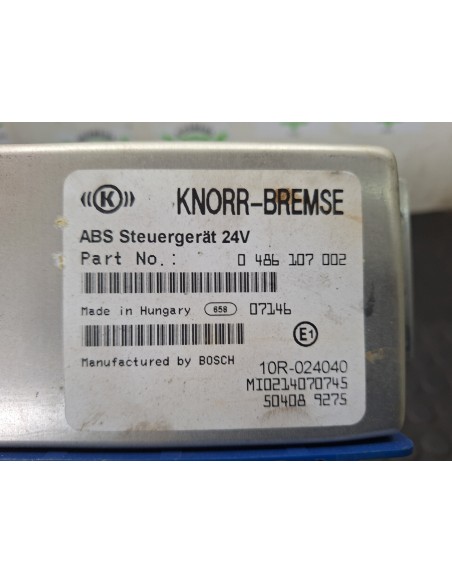 ((K)) KNORR-BREMSE
ABS Steuergerät 24V
Part No.: 0 486 107 002
Made in Hungary 658 07146
E1
Manufactured by BOSCH 10R-024040
MI0214070745
50408 9275